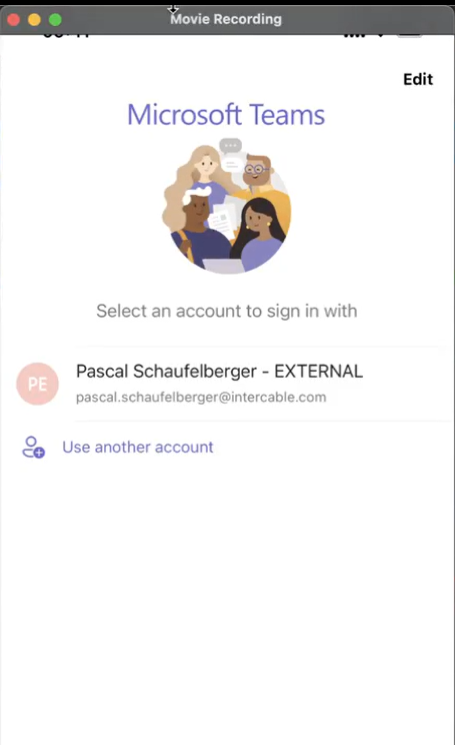 Movie Recording
Edit
Microsoft Teams
Select an account to sign in with
PE
Pascal Schaufelberger - EXTERNAL
pascal.schaufelberger@intercable.com
Use another account